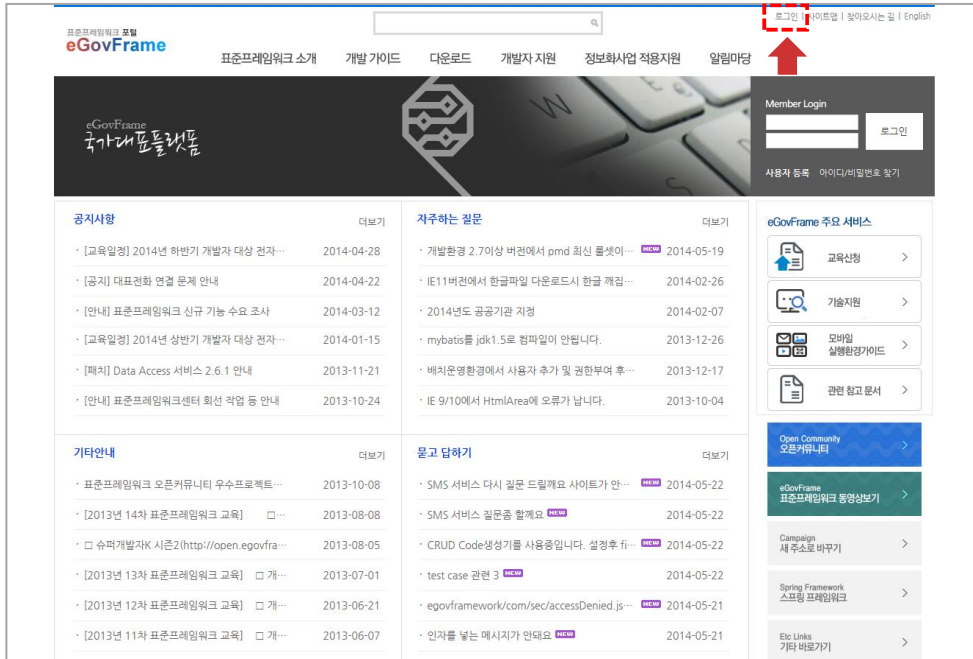 로그인 | 사이트맵 | 찾아오시는 길 | English
표준프레임워크 포털
eGovFrame
표준프레임워크 소개 개발 가이드 다운로드 개발자 지원 정보화사업 적용지원 알림마당
eGovFrame
국가대표플랫폼
Member Login
로그인
사용자 등록 아이디/비밀번호 찾기
공지사항 더보기
· [교육일정] 2014년 하반기 개발자 대상 전자… 2014-04-28
· [공지] 대표전화 연결 문제 안내 2014-04-22
· [안내] 표준프레임워크 신규 기능 수요 조사 2014-03-12
· [교육일정] 2014년 상반기 개발자 대상 전자… 2014-01-15
· [패치] Data Access 서비스 2.6.1 안내 2013-11-21
· [안내] 표준프레임워크센터 회선 작업 등 안내 2013-10-24
자주하는 질문 더보기
· 개발환경 2.7이상 버전에서 pmd 최신 룰셋이… NEW 2014-05-19
· IE11버전에서 한글파일 다운로드시 한글 깨짐… 2014-02-26
· 2014년도 공공기관 지정 2014-02-07
· mybatis를 jdk1.5로 컴파일이 안됩니다. 2013-12-26
· 배치운영환경에서 사용자 추가 및 권한부여 후… 2013-12-17
· IE 9/10에서 HtmlArea에 오류가 납니다. 2013-10-04
eGovFrame 주요 서비스
교육신청
기술지원
모바일
실행환경가이드
관련 참고 문서
기타안내 더보기
· 표준프레임워크 오픈커뮤니티 우수프로젝트… 2013-10-08
· [2013년 14차 표준프레임워크 교육] □… 2013-08-08
· □ 슈퍼개발자K 시즌2(http://open.egovfra… 2013-08-05
· [2013년 13차 표준프레임워크 교육] □ 개… 2013-07-01
· [2013년 12차 표준프레임워크 교육] □ 개… 2013-06-21
· [2013년 11차 표준프레임워크 교육] □ 개… 2013-06-07
묻고 답하기 더보기
· SMS 서비스 다시 질문 드릴께요 사이트가 안… NEW 2014-05-22
· SMS 서비스 질문좀 할께요 NEW 2014-05-22
· CRUD Code생성기를 사용중입니다. 설정후 fi… NEW 2014-05-22
· test case 관련 3 NEW 2014-05-22
· egovframework/com/sec/accessDenied.js… NEW 2014-05-21
· 인자를 넣는 메시지가 안돼요 NEW 2014-05-21
Open Community
오픈커뮤니티
eGovFrame
표준프레임워크 동영상보기
Campaign
새 주소로 바꾸기
Spring Framework
스프링 프레임워크
Etc Links
기타 바로가기